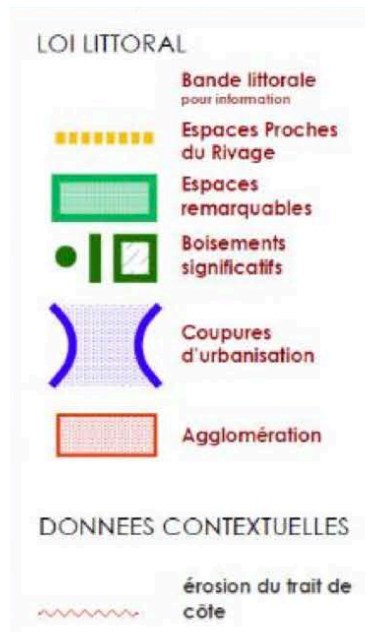 LOI LITTORAL
Bande littorale
pour information
Espaces Proches
du Rivage
Espaces
remarquables
Boisements
significatifs
Coupures
d'urbanisation
Agglomération
DONNEES CONTEXTUELLES
érosion du trait de
côte